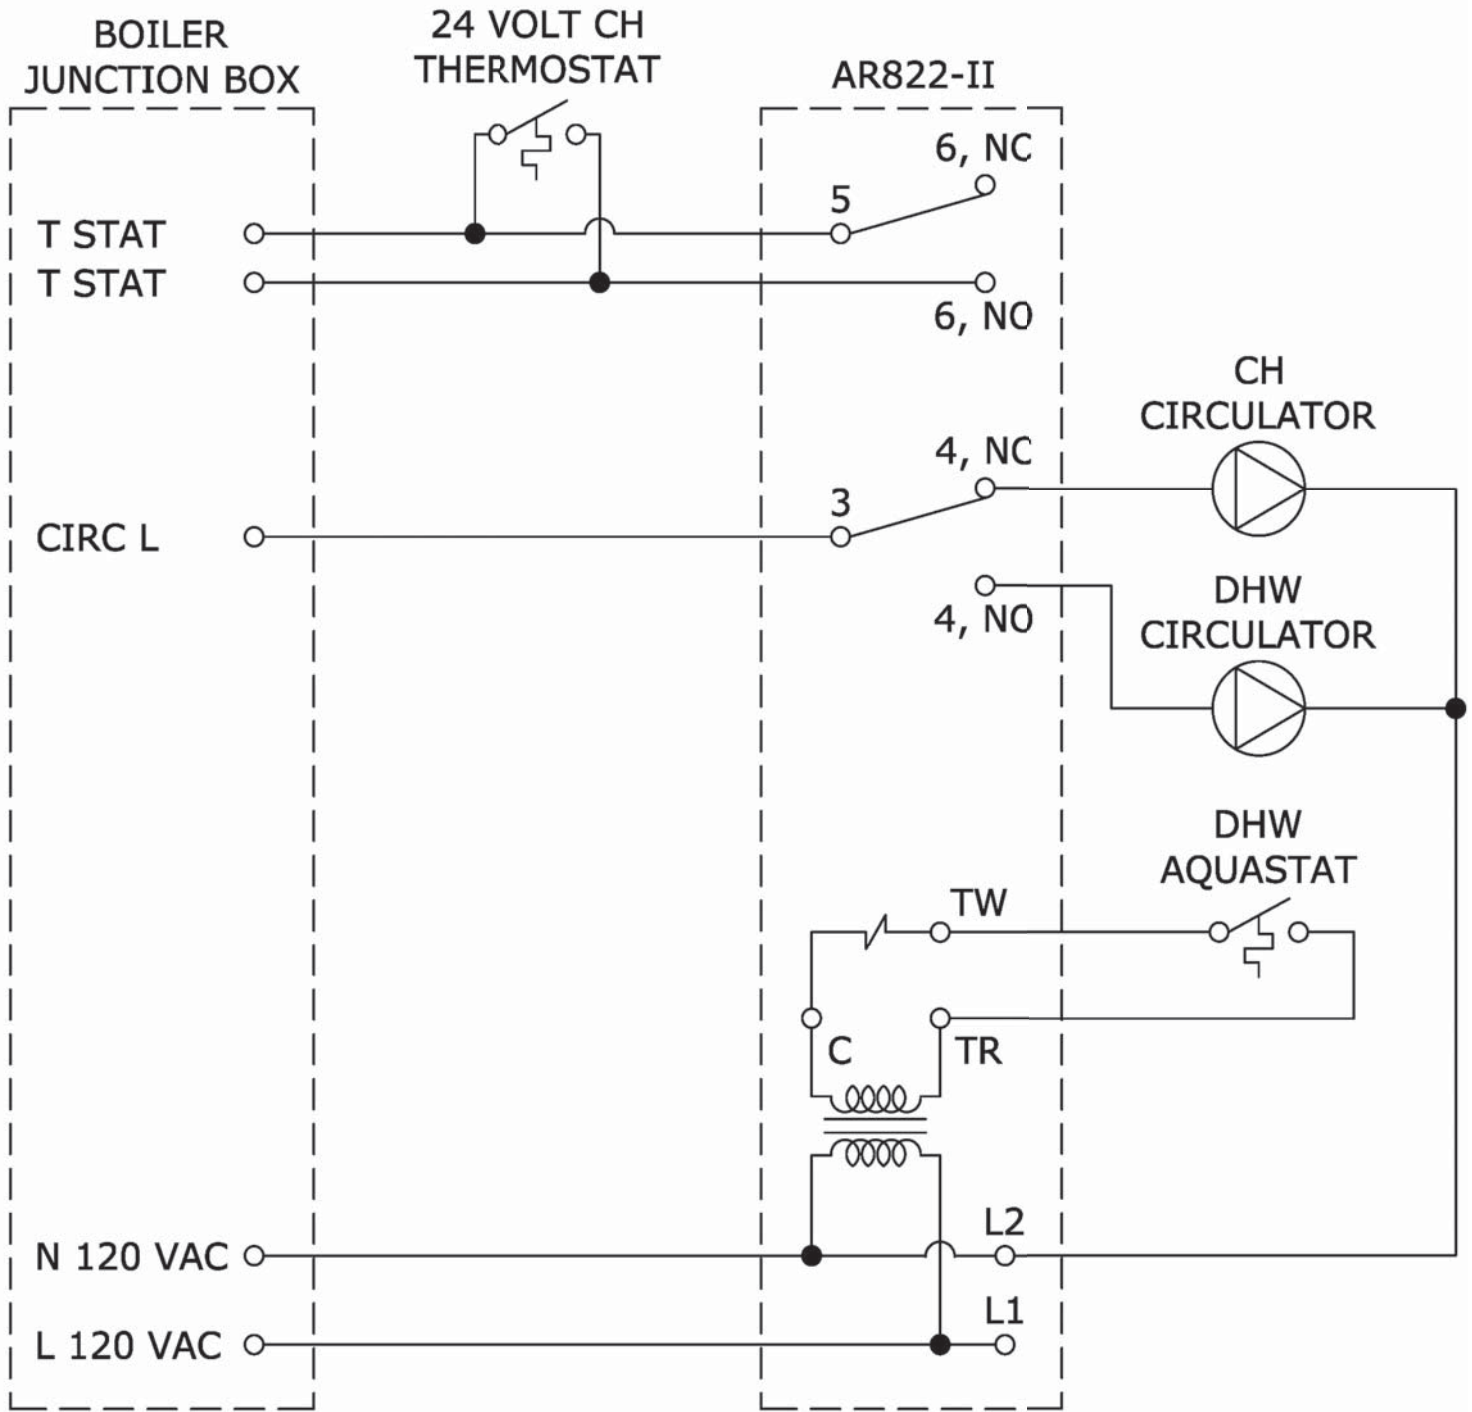 BOILER
JUNCTION BOX
24 VOLT CH
THERMOSTAT
AR822-II
6, NC
5
T STAT
T STAT
6, NO
CH
CIRCULATOR
4, NC
3
CIRC L
DHW
CIRCULATOR
4, NO
DHW
AQUASTAT
TW
C
TR
L2
N 120 VAC
L1
L 120 VAC